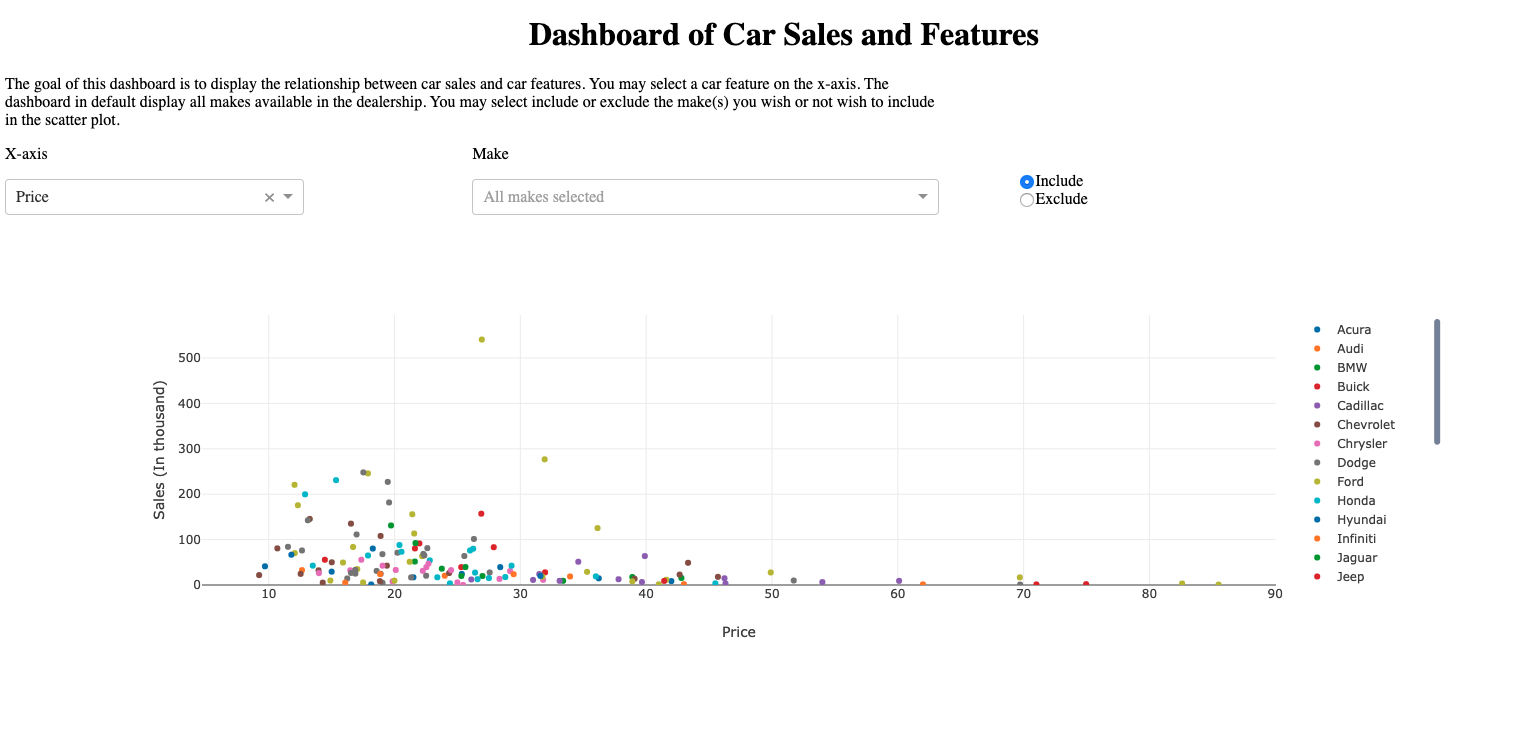 Dashboard of Car Sales and Features
The goal of this dashboard is to display the relationship between car sales and car features. You may select a car feature on the x-axis. The
dashboard in default display all makes available in the dealership. You may select include or exclude the make(s) you wish or not wish to include
in the scatter plot.
X-axis
Make
Price
All makes selected
Include
Exclude
Sales (In thousand)
500
400
300
200
100
0
10 20 30 40 50 60 70 80 90
Price
Acura
Audi
BMW
Buick
Cadillac
Chevrolet
Chrysler
Dodge
Ford
Honda
Hyundai
Infiniti
Jaguar
Jeep